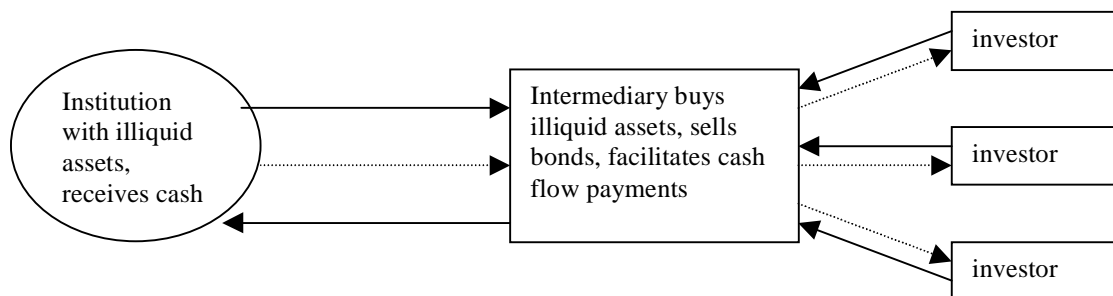 Institution
with illiquid
assets,
receives cash
Intermediary buys
illiquid assets, sells
bonds, facilitates cash
flow payments
investor
investor
investor